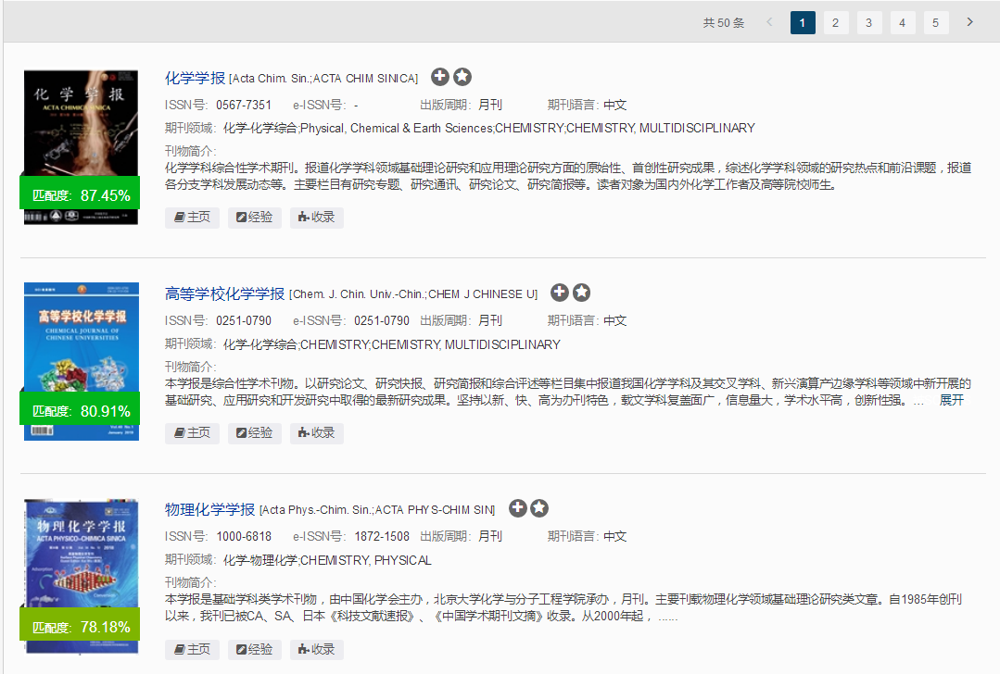 共 50 条 1 2 3 4 5
化学学报
ACTA CHIMICA SINICA
匹配度: 87.45%
化学学报 [Acta Chim. Sin.;ACTA CHIM SINICA]
ISSN号: 0567-7351 e-ISSN号: - 出版周期: 月刊 期刊语言: 中文
期刊领域: 化学-化学综合;Physical, Chemical & Earth Sciences;CHEMISTRY;CHEMISTRY, MULTIDISCIPLINARY
刊物简介:
化学学科综合性学术期刊。报道化学学科领域基础理论研究和应用理论研究方面的原始性、首创性研究成果，综述化学学科领域的研究热点和前沿课题，报道
各分支学科发展动态等。主要栏目有研究专题、研究通讯、研究论文、研究简报等。读者对象为国内外化学工作者及高等院校师生。
主页 经验 收录
高等学校化学学报
CHEMICAL JOURNAL OF
CHINESE UNIVERSITIES
匹配度: 80.91%
高等学校化学学报 [Chem. J. Chin. Univ.-Chin.;CHEM J CHINESE U]
ISSN号: 0251-0790 e-ISSN号: 0251-0790 出版周期: 月刊 期刊语言: 中文
期刊领域: 化学-化学综合;CHEMISTRY;CHEMISTRY, MULTIDISCIPLINARY
刊物简介:
本学报是综合性学术刊物。以研究论文、研究快报、研究简报和综合评述等栏目集中报道我国化学学科及其交叉学科、新兴演算产边缘学科等领域中新开展的
基础研究、应用研究和开发研究中取得的最新研究成果。坚持以新、快、高为办刊特色，载文学科复盖面广，信息量大，学术水平高，创新性强。... 展开
主页 经验 收录
物理化学学报
ACTA PHYSICO-CHIMICA SINICA
匹配度: 78.18%
物理化学学报 [Acta Phys.-Chim. Sin.;ACTA PHYS-CHIM SIN]
ISSN号: 1000-6818 e-ISSN号: 1872-1508 出版周期: 月刊 期刊语言: 中文
期刊领域: 化学-物理化学;CHEMISTRY, PHYSICAL
刊物简介:
本学报是基础学科类学术刊物，由中国化学会主办，北京大学化学与分子工程学院承办，月刊。主要刊载物理化学领域基础理论研究类文章。自1985年创刊
以来，我刊已被CA、SA、日本《科技文献速报》、《中国学术期刊文摘》收录。从2000年起， ......
主页 经验 收录